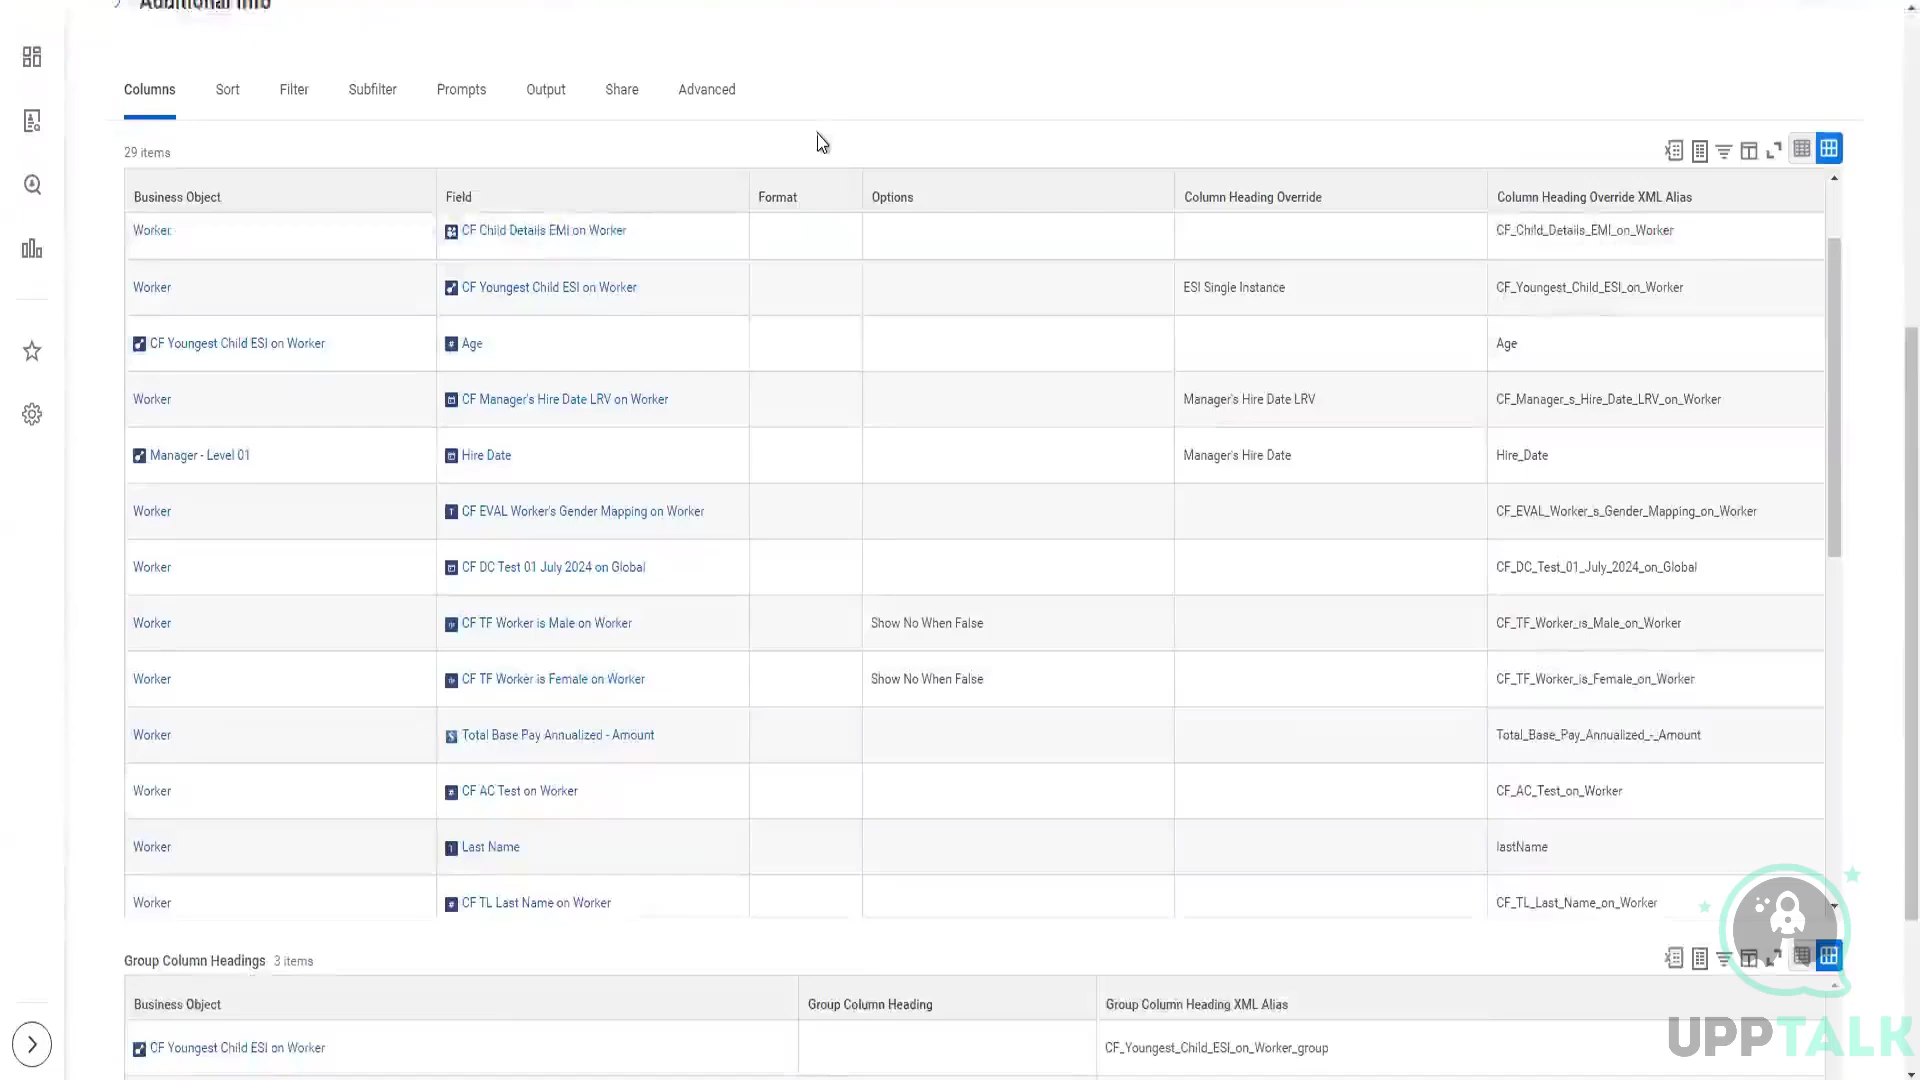 Additional Info
Columns Sort Filter Subfilter Prompts Output Share Advanced
29 items
Business Object Field Format Options Column Heading Override Column Heading Override XML Alias
Worker CF Child Details EMI on Worker CF_Child_Details_EMI_on_Worker
Worker CF Youngest Child ESI on Worker ESI Single Instance CF_Youngest_Child_ESI_on_Worker
CF Youngest Child ESI on Worker Age Age
Worker CF Manager's Hire Date LRV on Worker Manager's Hire Date LRV CF_Manager_s_Hire_Date_LRV_on_Worker
Manager - Level 01 Hire Date Manager's Hire Date Hire_Date
Worker CF EVAL Worker's Gender Mapping on Worker CF_EVAL_Worker_s_Gender_Mapping_on_Worker
Worker CF DC Test 01 July 2024 on Global CF_DC_Test_01_July_2024_on_Global
Worker CF TF Worker is Male on Worker Show No When False CF_TF_Worker_is_Male_on_Worker
Worker CF TF Worker is Female on Worker Show No When False CF_TF_Worker_is_Female_on_Worker
Worker Total Base Pay Annualized - Amount Total_Base_Pay_Annualized_-_Amount
Worker CF AC Test on Worker CF_AC_Test_on_Worker
Worker Last Name lastName
Worker CF TL Last Name on Worker CF_TL_Last_Name_on_Worker
Group Column Headings 3 items
Business Object Group Column Heading Group Column Heading XML Alias
CF Youngest Child ESI on Worker CF_Youngest_Child_ESI_on_Worker_group
UPPTALK